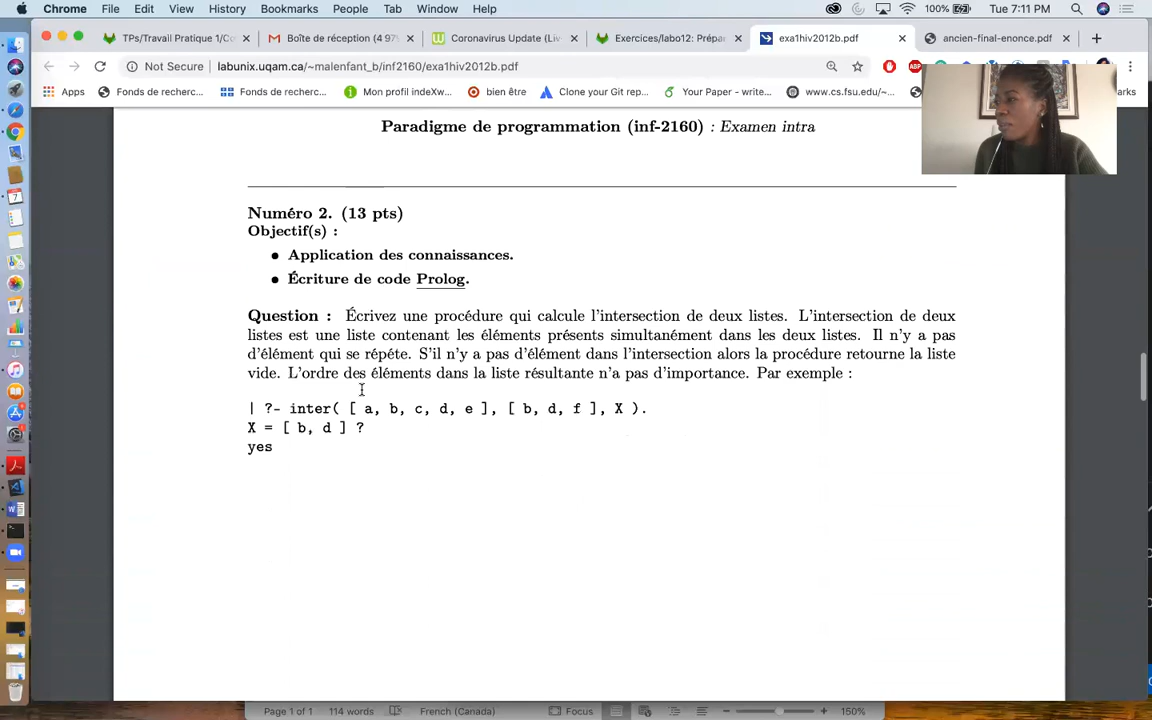 Chrome File Edit View History Bookmarks People Tab Window Help 100% Tue 7:11 PM
TPs/Travail Pratique 1/Co Boîte de réception (4 97 Coronavirus Update (Liv Exercices/labo12: Prépar exa1hiv2012b.pdf ancien-final-enonce.pdf
Not Secure labunix.uqam.ca/~malenfant_b/inf2160/exa1hiv2012b.pdf ABP
Apps Fonds de recherc... Fonds de recherc... Mon profil indeXw... bien être Clone your Git rep... Your Paper - write... www.cs.fsu.edu/~...
Paradigme de programmation (inf-2160) : Examen intra
Numéro 2. (13 pts)
Objectif(s) :
• Application des connaissances.
• Écriture de code Prolog.
Question : Écrivez une procédure qui calcule l'intersection de deux listes. L'intersection de deux
listes est une liste contenant les éléments présents simultanément dans les deux listes. Il n'y a pas
d'élément qui se répéte. S'il n'y a pas d'élément dans l'intersection alors la procédure retourne la liste
vide. L'ordre des éléments dans la liste résultante n'a pas d'importance. Par exemple :
| ?- inter( [ a, b, c, d, e ], [ b, d, f ], X ).
X = [ b, d ] ?
yes
Page 1 of 1 114 words French (Canada) Focus 150%